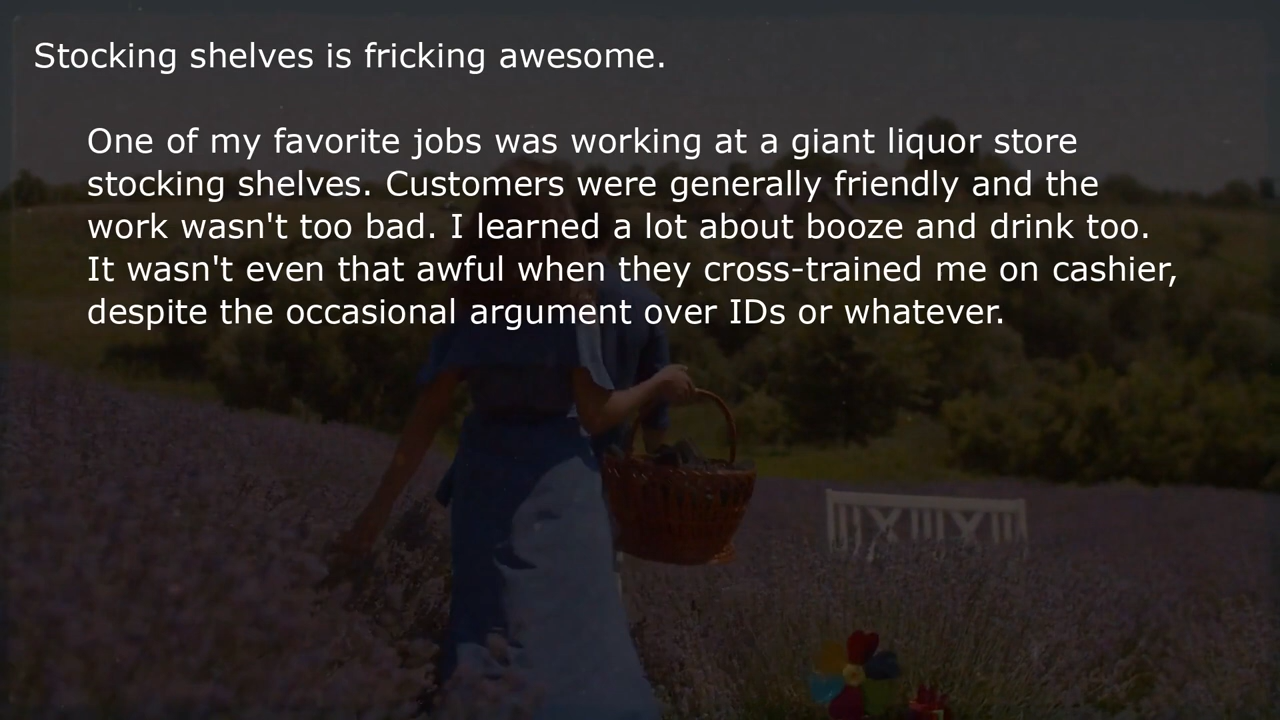 Stocking shelves is fricking awesome.
One of my favorite jobs was working at a giant liquor store
stocking shelves. Customers were generally friendly and the
work wasn't too bad. I learned a lot about booze and drink too.
It wasn't even that awful when they cross-trained me on cashier,
despite the occasional argument over IDs or whatever.